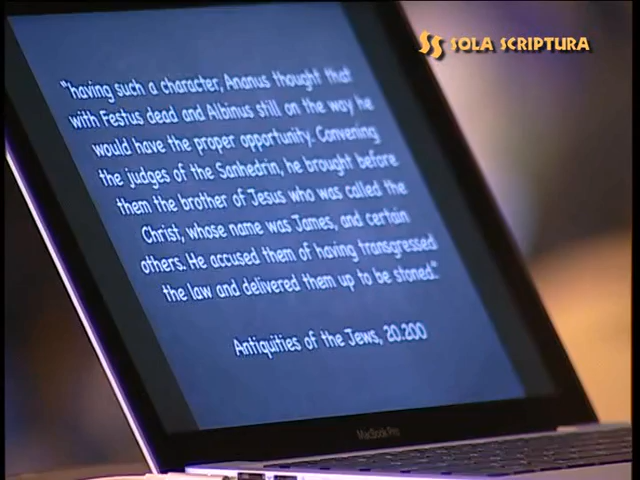 SOLA SCRIPTURA
"having such a character, Ananus thought that
with Festus dead and Albinus still on the way he
would have the proper opportunity. Convening
the judges of the Sanhedrin, he brought before
them the brother of Jesus who was called the
Christ, whose name was James, and certain
others. He accused them of having transgressed
the law and delivered them up to be stoned."
Antiquities of the Jews, 20.200
MacBook Pro